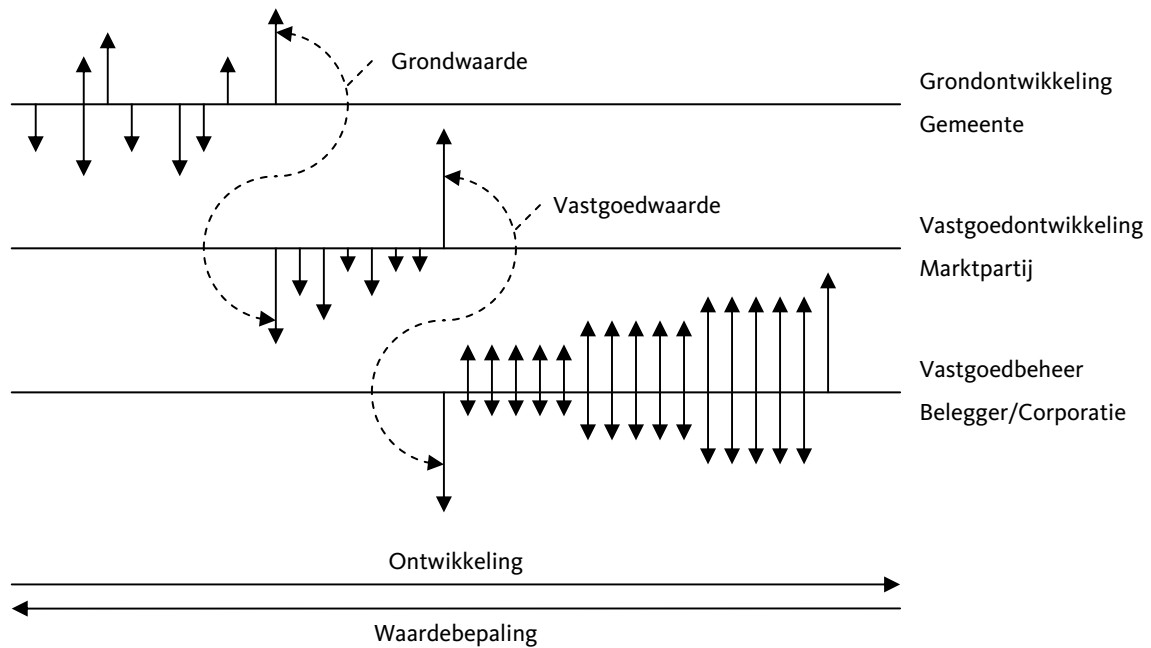 Grondwaarde
Grondontwikkeling
Gemeente
Vastgoedwaarde
Vastgoedontwikkeling
Marktpartij
Vastgoedbeheer
Belegger/Corporatie
Ontwikkeling
Waardebepaling